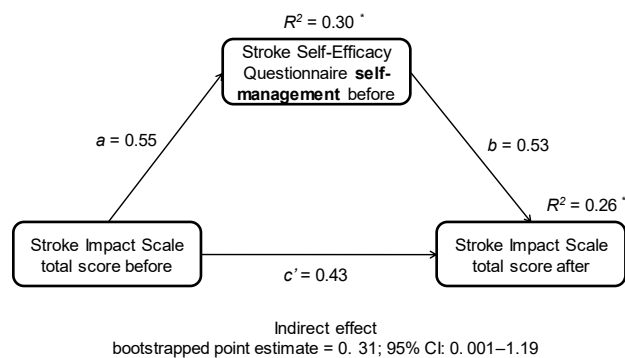 R² = 0.30 *
Stroke Self-Efficacy
Questionnaire self-
management before
a = 0.55
b = 0.53
R² = 0.26 *
Stroke Impact Scale
total score before
Stroke Impact Scale
total score after
c' = 0.43
Indirect effect
bootstrapped point estimate = 0. 31; 95% CI: 0.001–1.19